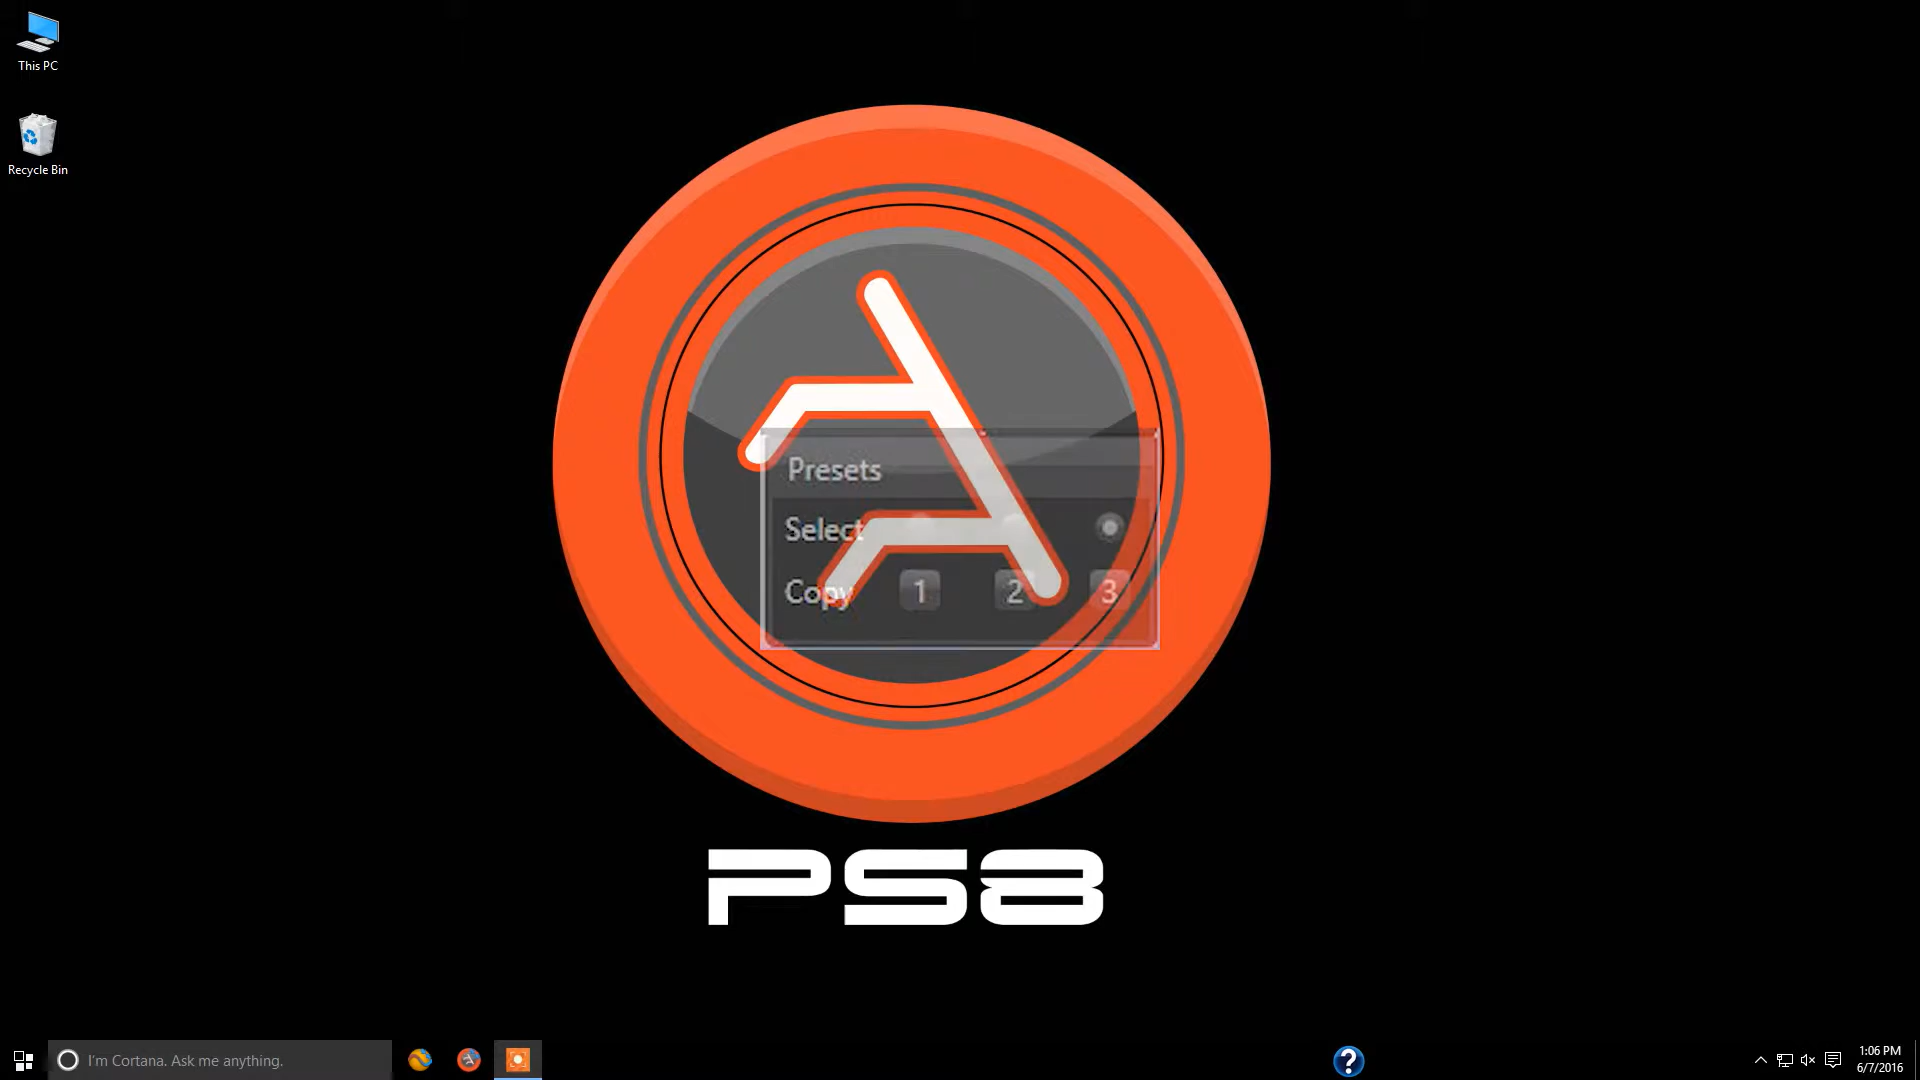 This PC
Recycle Bin
Presets
Select
Copy 1 2 3
PS8
I'm Cortana. Ask me anything.
?
1:06 PM
6/7/2016